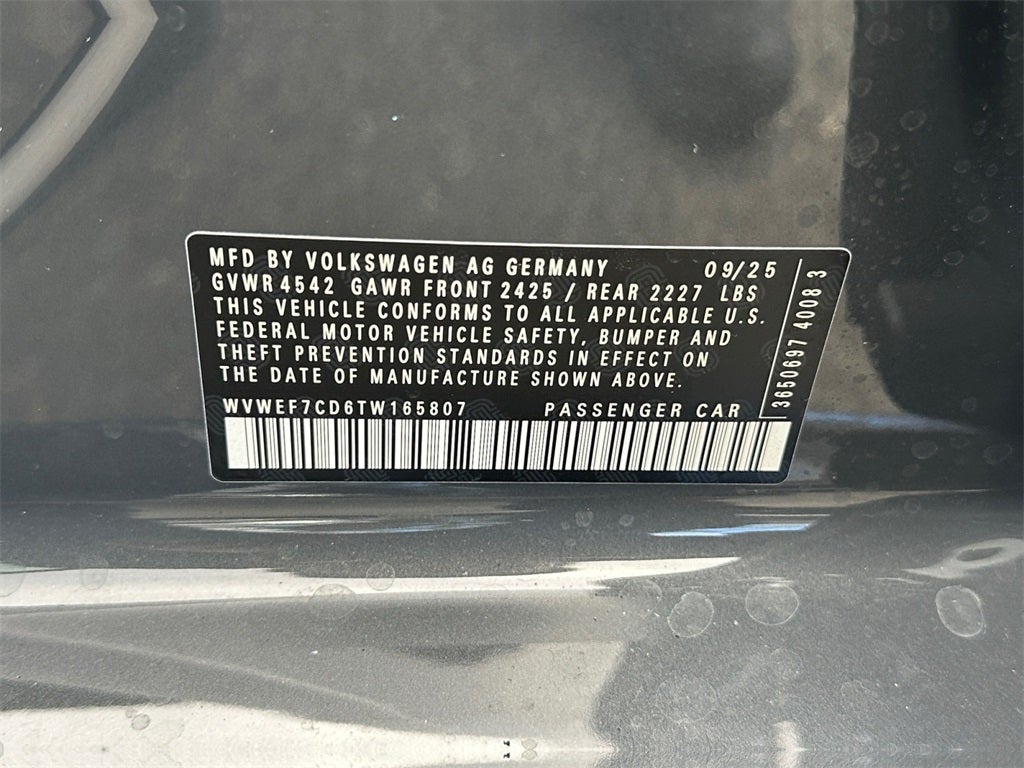 MFD BY VOLKSWAGEN AG GERMANY 09/25
GVWR 4542 GAWR FRONT 2425 / REAR 2227 LBS
THIS VEHICLE CONFORMS TO ALL APPLICABLE U.S.
FEDERAL MOTOR VEHICLE SAFETY, BUMPER AND
THEFT PREVENTION STANDARDS IN EFFECT ON
THE DATE OF MANUFACTURE SHOWN ABOVE.
WVWEF7CD6TW165807 PASSENGER CAR
3650697 4008 3